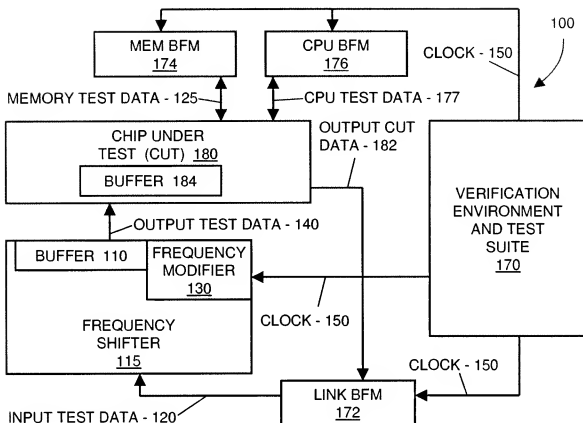 MEM BFM
174
CPU BFM
176
CLOCK - 150
100
MEMORY TEST DATA - 125
CPU TEST DATA - 177
CHIP UNDER
TEST (CUT) 180
BUFFER 184
OUTPUT CUT
DATA - 182
OUTPUT TEST DATA - 140
VERIFICATION
ENVIRONMENT
AND TEST
SUITE
170
BUFFER 110
FREQUENCY
MODIFIER
130
CLOCK - 150
FREQUENCY
SHIFTER
115
CLOCK - 150
LINK BFM
172
INPUT TEST DATA - 120